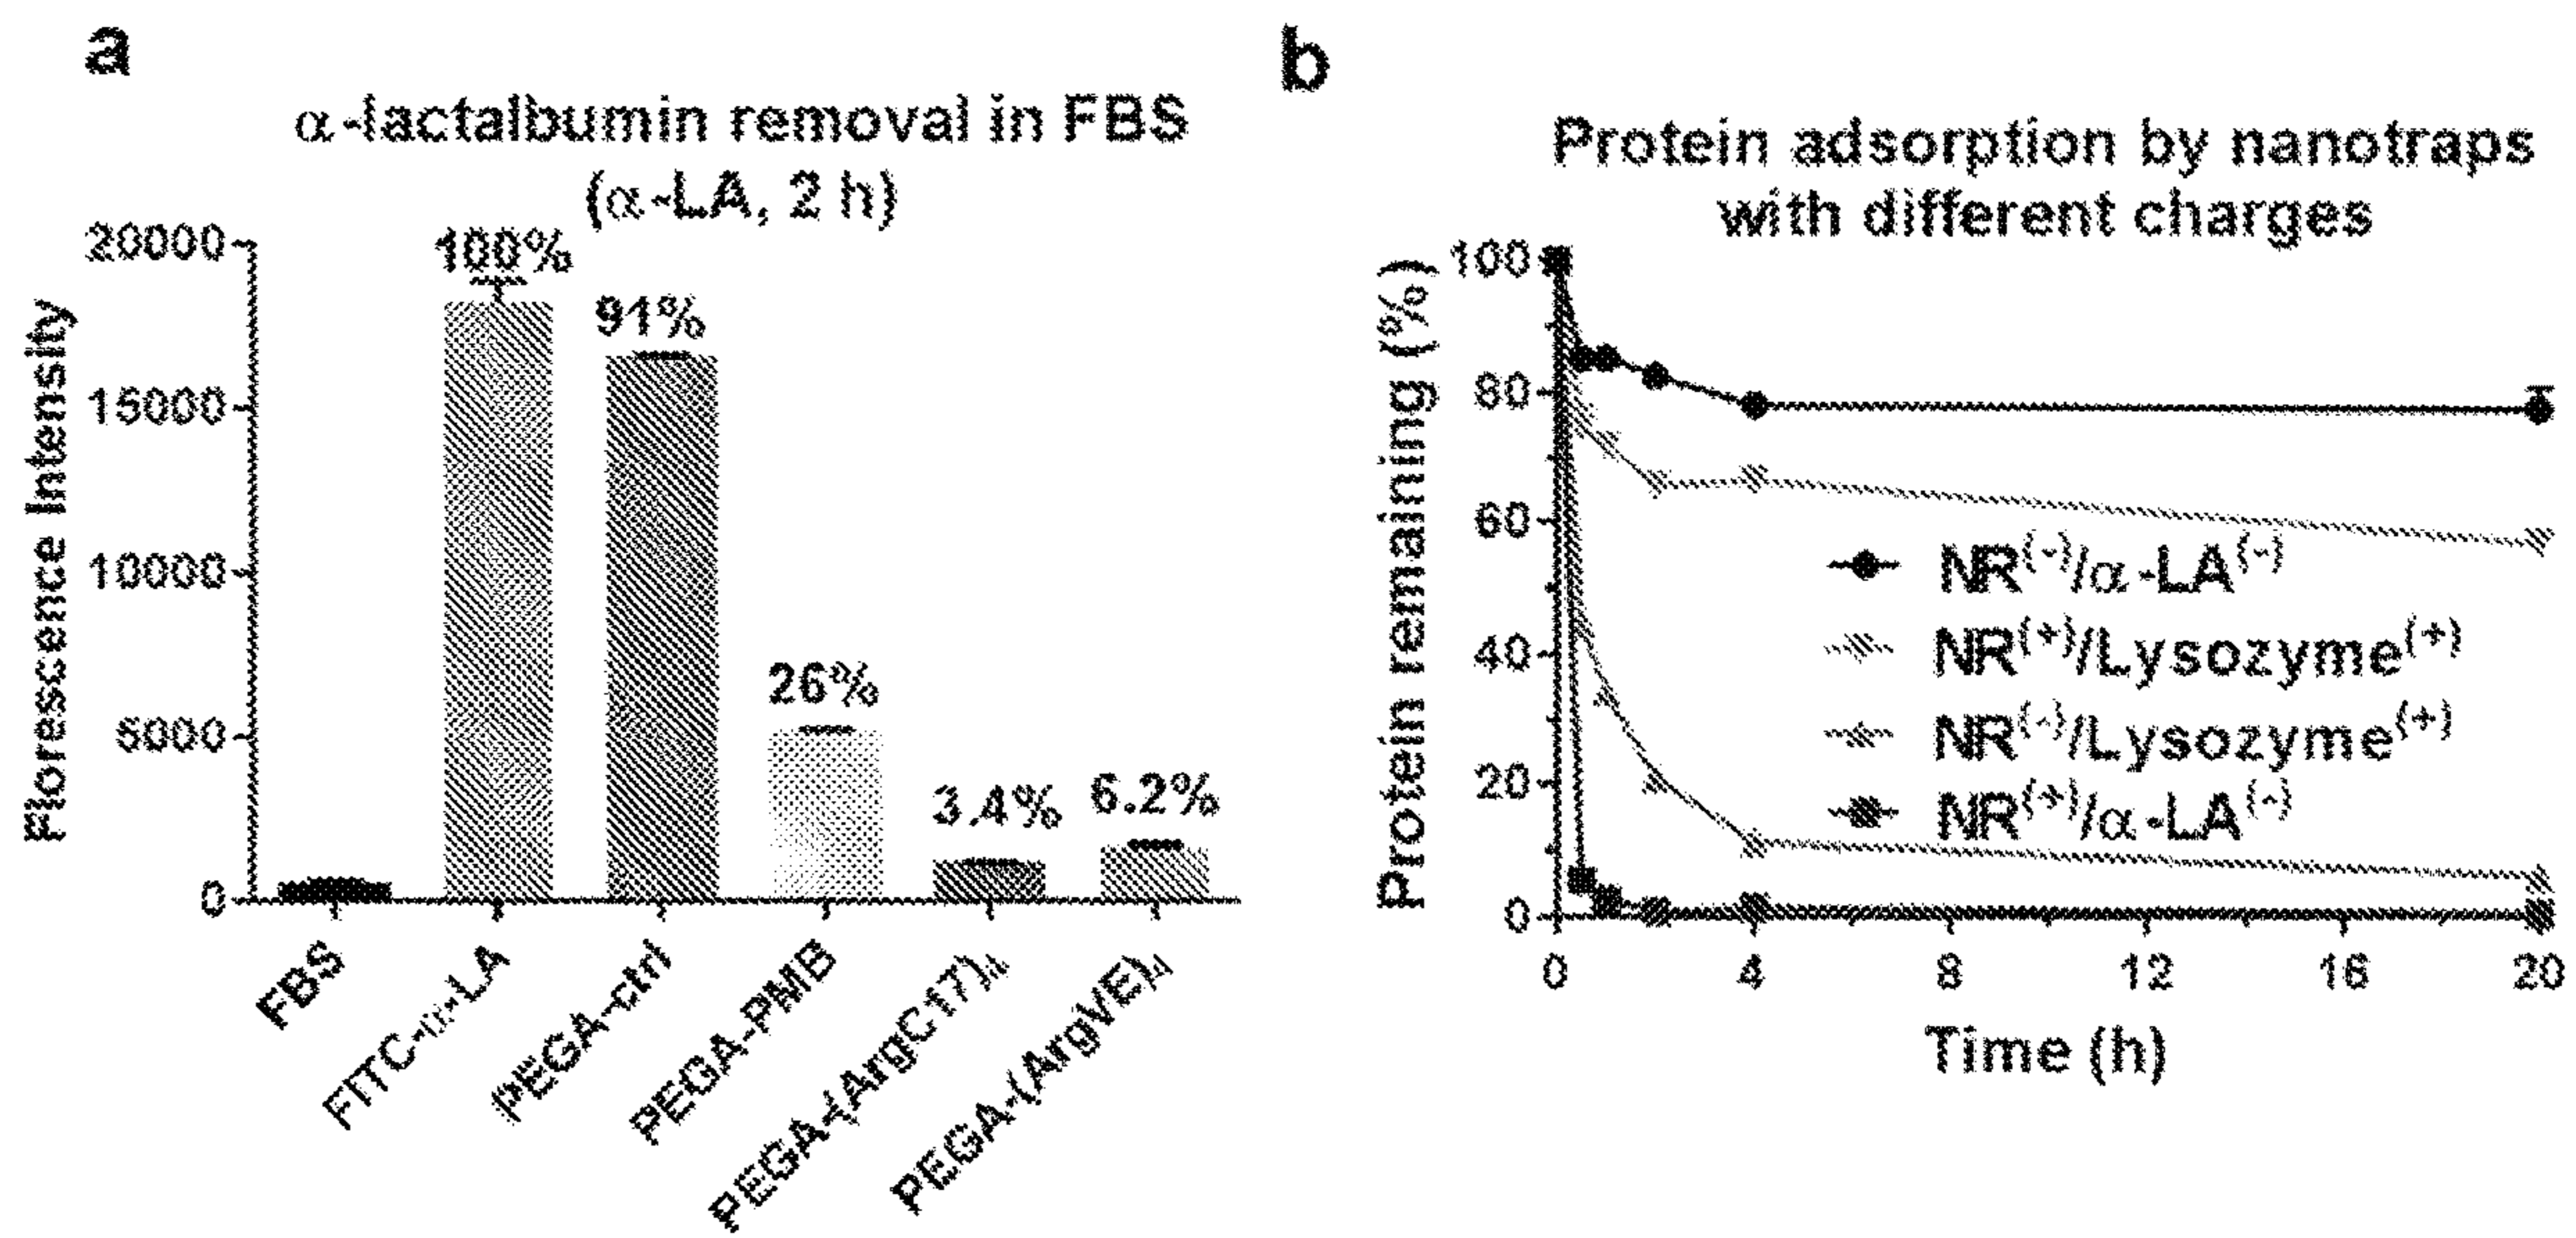 a
α-lactalbumin removal in FBS
(α-LA, 2 h)
Florescence Intensity
20000
15000
10000
5000
0
100%
91%
26%
3.4%
6.2%
FBS
FITC-α-LA
PEGA-ctrl
PEGA-PMB
PEGA-(ArgC17)₄
PEGA-(ArgVE)₄
b
Protein adsorption by nanotraps
with different charges
Protein remaining (%)
100
80
60
40
20
0
NR⁽⁻⁾/α-LA⁽⁻⁾
NR⁽⁺⁾/Lysozyme⁽⁺⁾
NR⁽⁻⁾/Lysozyme⁽⁺⁾
NR⁽⁺⁾/α-LA⁽⁻⁾
0 4 8 12 16 20
Time (h)